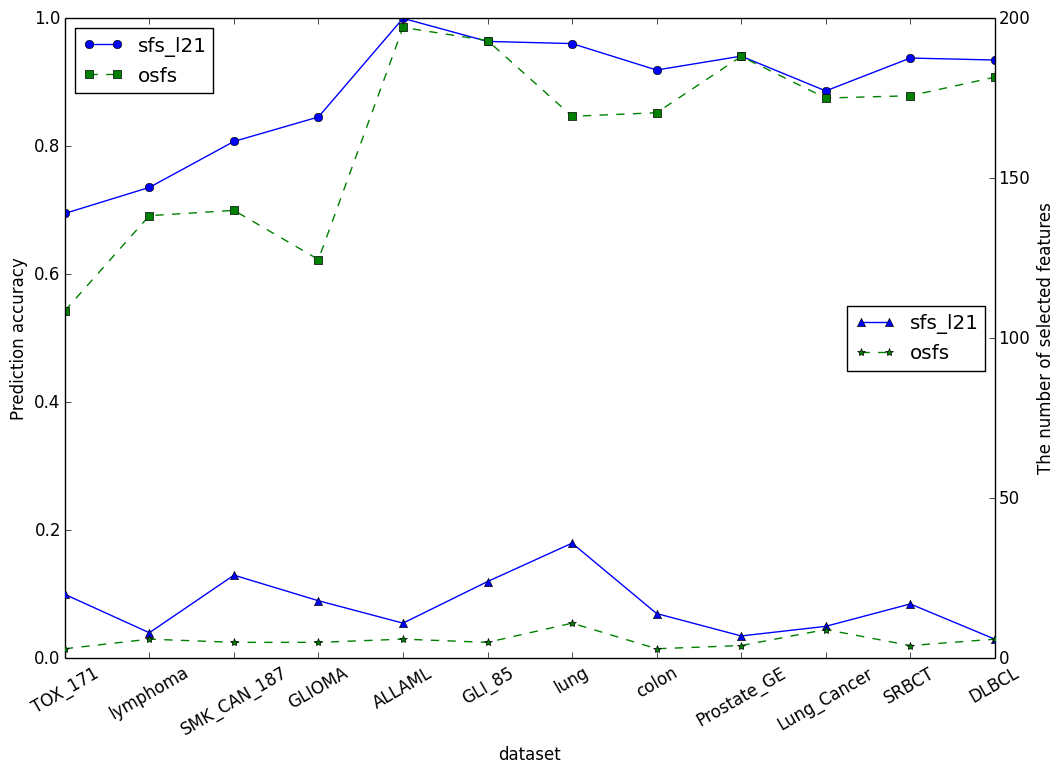 1.0
0.8
0.6
0.4
0.2
0.0
Prediction accuracy
sfs_l21
osfs
200
150
100
50
0
The number of selected features
sfs_l21
osfs
TOX_171
lymphoma
SMK_CAN_187
GLIOMA
ALLAML
GLI_85
lung
colon
Prostate_GE
Lung_Cancer
SRBCT
DLBCL
dataset